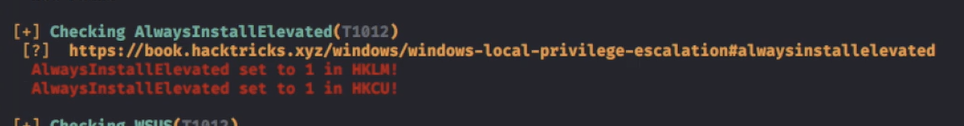 [+] Checking AlwaysInstallElevated(T1012)
[?] https://book.hacktricks.xyz/windows/windows-local-privilege-escalation#alwaysinstallelevated
AlwaysInstallElevated set to 1 in HKLM!
AlwaysInstallElevated set to 1 in HKCU!
[+] Checking WSUS(T1012)